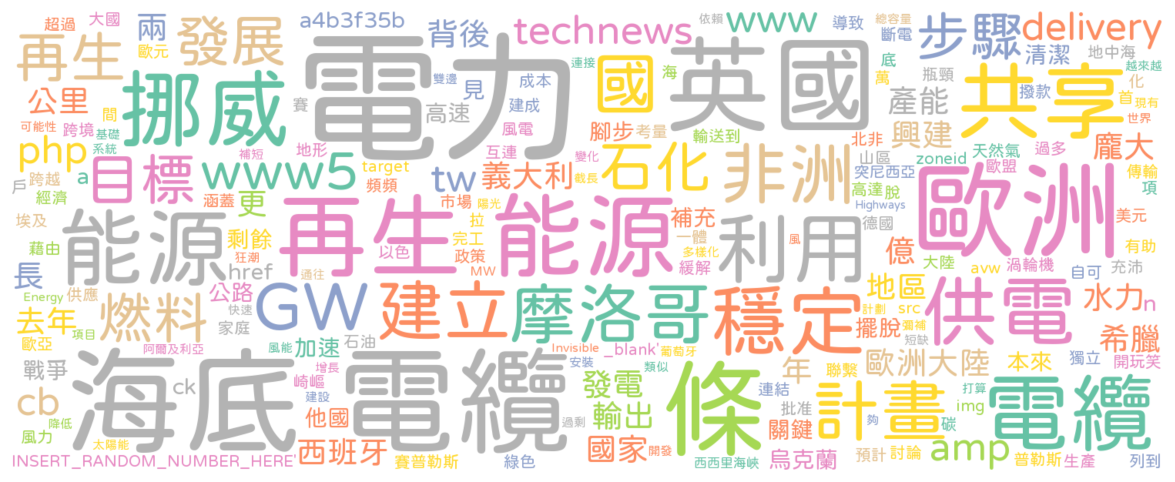 超過 大國 兩 a4b3f35b 背後 technews 依賴 www 導致 總容量 步驟 delivery
再生 歐元 發展 電力 雙邊 成本 連接 海 國 英國 斷電 底 清潔 地中海 越來越
公里 間 挪威 賽 高速 見 建成 風電 萬 瓶頸 產能 共享 撥款 化 首 現有
可能性 跨境 基礎 系統 地形 互連 腳步 考量 輸送到 興建 北非 世界
php 目標 www5 補短 target 變化 石化 非洲 山區 zoneid 天然氣 過多 龐大
戶 跨越 a 涵蓋 更 頻頻 tw 義大利 截長 突尼西亞 歐盟 傳輸 項
經濟 市場 陽光 高達 脫 Highways
埃及 能源 再生能源 拉 補充 利用 德國 歐洲 美元
藉由 剩餘 狂潮 以色 完工 政策 一體 多樣化 緩解 風 億 大陸 渦輪機 有助
長 href 通往 MW avw 自可 充沛
Energy 供應 燃料 公路 快速 GW 建立 摩洛哥 穩定 地區 計劃 src 供電 水力 n
去年 項目 家庭 獨補 短缺 擺脫 希臘
歐亞 阿爾及利亞 風能 加速 石油 _blank' Invisible 葡萄牙 歐洲大陸 本來 獨立 開玩笑
戰爭 海底電纜 增長 崎嶇 安裝 類似 條 年 聯繫 打算 電纜
cb ck 建設 他國 過剩 發電 連結 計畫 img 碳
風力 降低 輸出 批准 關鍵 夠 amp
太陽能 西班牙 國家 開發 烏克蘭 預計 討論 普勒斯 生產 列到
INSERT_RANDOM_NUMBER_HERE' 賽普勒斯 綠色 西西里海峽